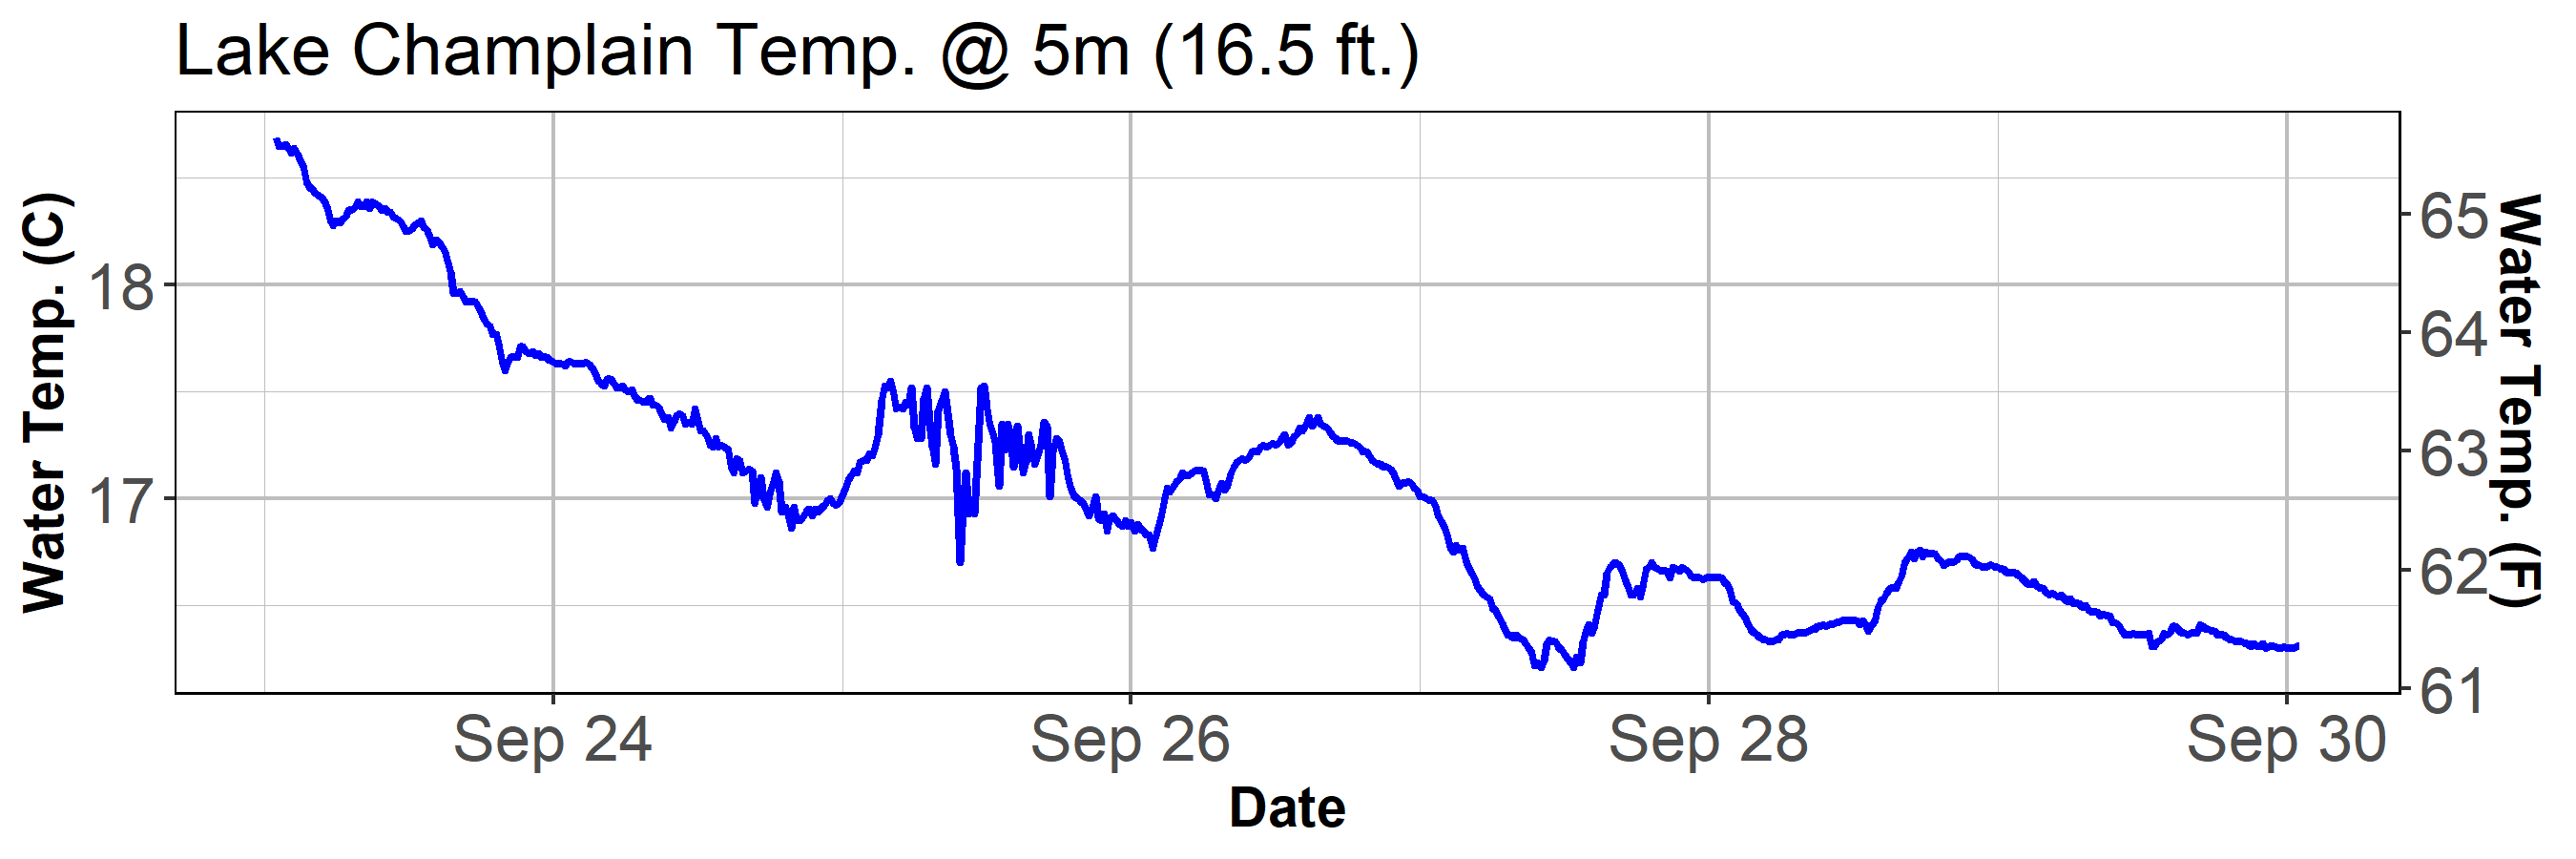 Lake Champlain Temp. @ 5m (16.5 ft.)
Water Temp. (C)
18
17
65
64
63
62
61
Water Temp. (F)
Sep 24
Sep 26
Sep 28
Sep 30
Date